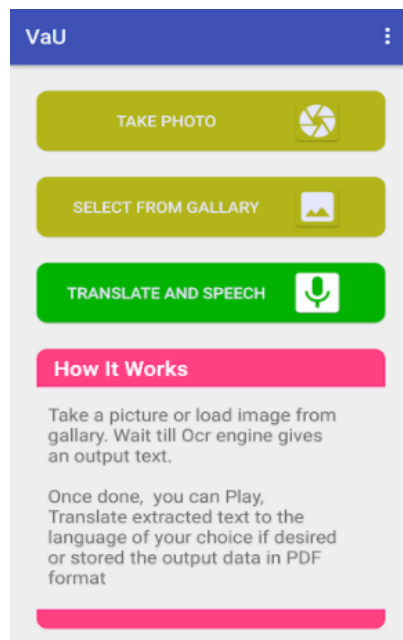 VaU
TAKE PHOTO
SELECT FROM GALLARY
TRANSLATE AND SPEECH
How It Works
Take a picture or load image from
gallary. Wait till Ocr engine gives
an output text.
Once done, you can Play,
Translate extracted text to the
language of your choice if desired
or stored the output data in PDF
format